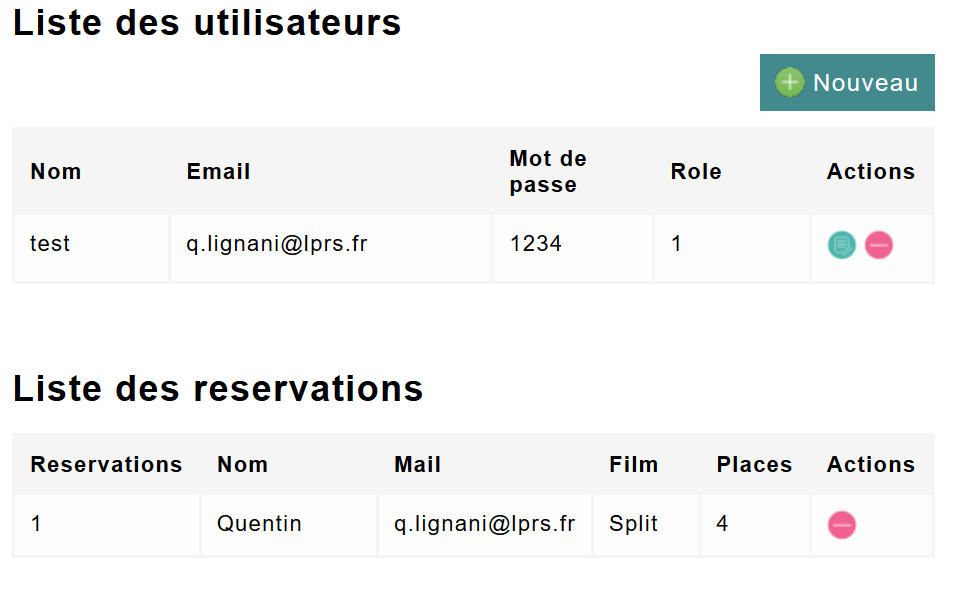 Liste des utilisateurs
Nouveau
Nom Email Mot de passe Role Actions
test q.lignani@lprs.fr 1234 1
Liste des reservations
Reservations Nom Mail Film Places Actions
1 Quentin q.lignani@lprs.fr Split 4